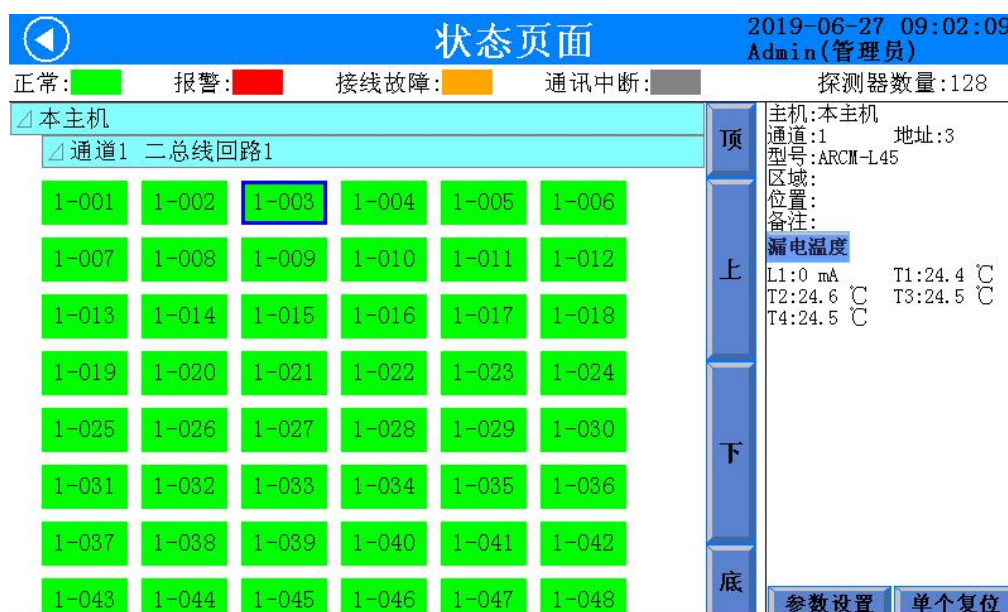 状态页面
2019-06-27 09:02:09
Admin(管理员)
正常: 报警: 接线故障: 通讯中断: 探测器数量:128
本主机
通道1 二总线回路1
1-001 1-002 1-003 1-004 1-005 1-006
1-007 1-008 1-009 1-010 1-011 1-012
1-013 1-014 1-015 1-016 1-017 1-018
1-019 1-020 1-021 1-022 1-023 1-024
1-025 1-026 1-027 1-028 1-029 1-030
1-031 1-032 1-033 1-034 1-035 1-036
1-037 1-038 1-039 1-040 1-041 1-042
1-043 1-044 1-045 1-046 1-047 1-048
顶
上
下
底
主机:本主机
通道:1 地址:3
型号:ARCM-L45
区域:
位置:
备注:
漏电温度
L1:0 mA T1:24.4 ℃
T2:24.6 ℃ T3:24.5 ℃
T4:24.5 ℃
参数设置 单个复位